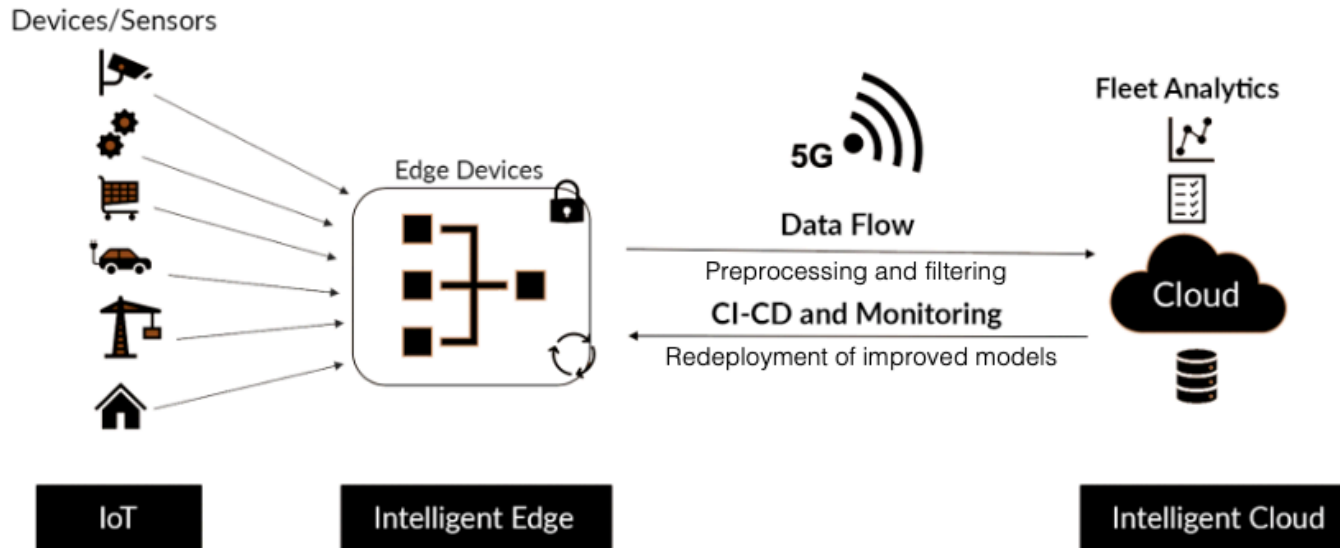 Devices/Sensors
Fleet Analytics
5G
Edge Devices
Data Flow
Preprocessing and filtering
Cloud
CI-CD and Monitoring
Redeployment of improved models
IoT
Intelligent Edge
Intelligent Cloud